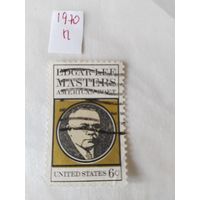 1970
п
EDGAR LEE
MASTERS
AMERICAN POET
UNITED STATES 6c